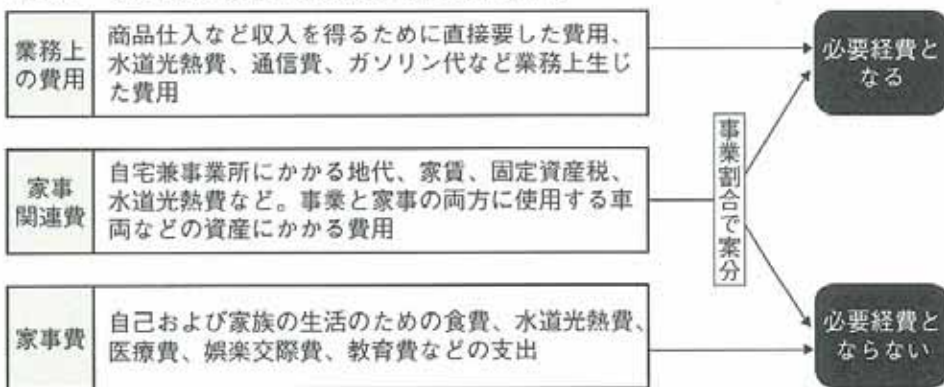 業務上
の費用
商品仕入など収入を得るために直接要した費用、
水道光熱費、通信費、ガソリン代など業務上生じ
た費用
必要経費と
なる
家事
関連費
自宅兼事業所にかかる地代、家賃、固定資産税、
水道光熱費など。事業と家事の両方に使用する車
両などの資産にかかる費用
事業割合で案分
家事費
自己および家族の生活のための食費、水道光熱費、
医療費、娯楽交際費、教育費などの支出
必要経費と
ならない